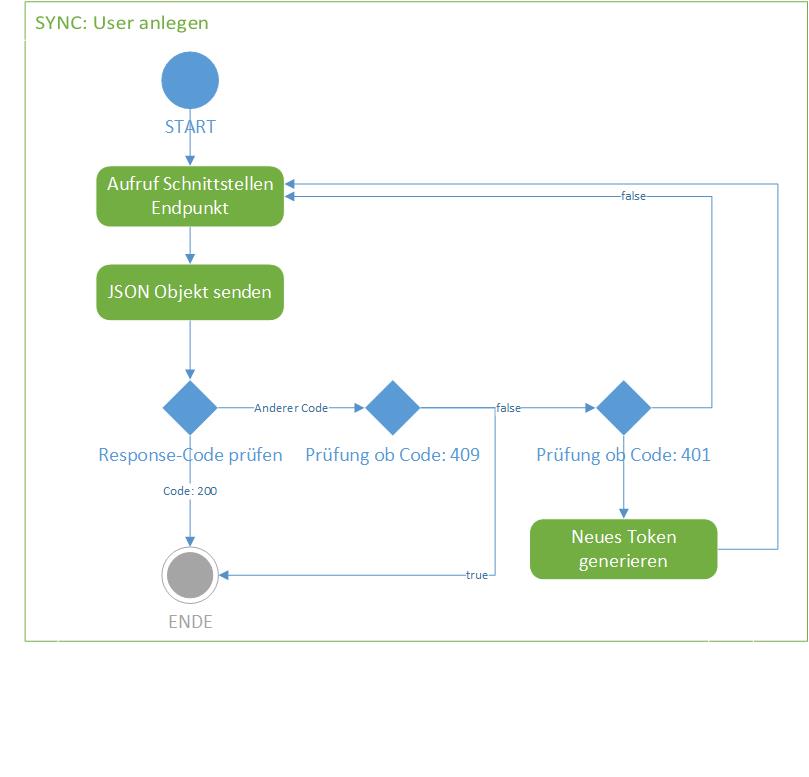 SYNC: User anlegen
START
Aufruf Schnittstellen
Endpunkt
false
JSON Objekt senden
Anderer Code
false
Response-Code prüfen
Prüfung ob Code: 409
Prüfung ob Code: 401
Code: 200
Neues Token
generieren
true
ENDE